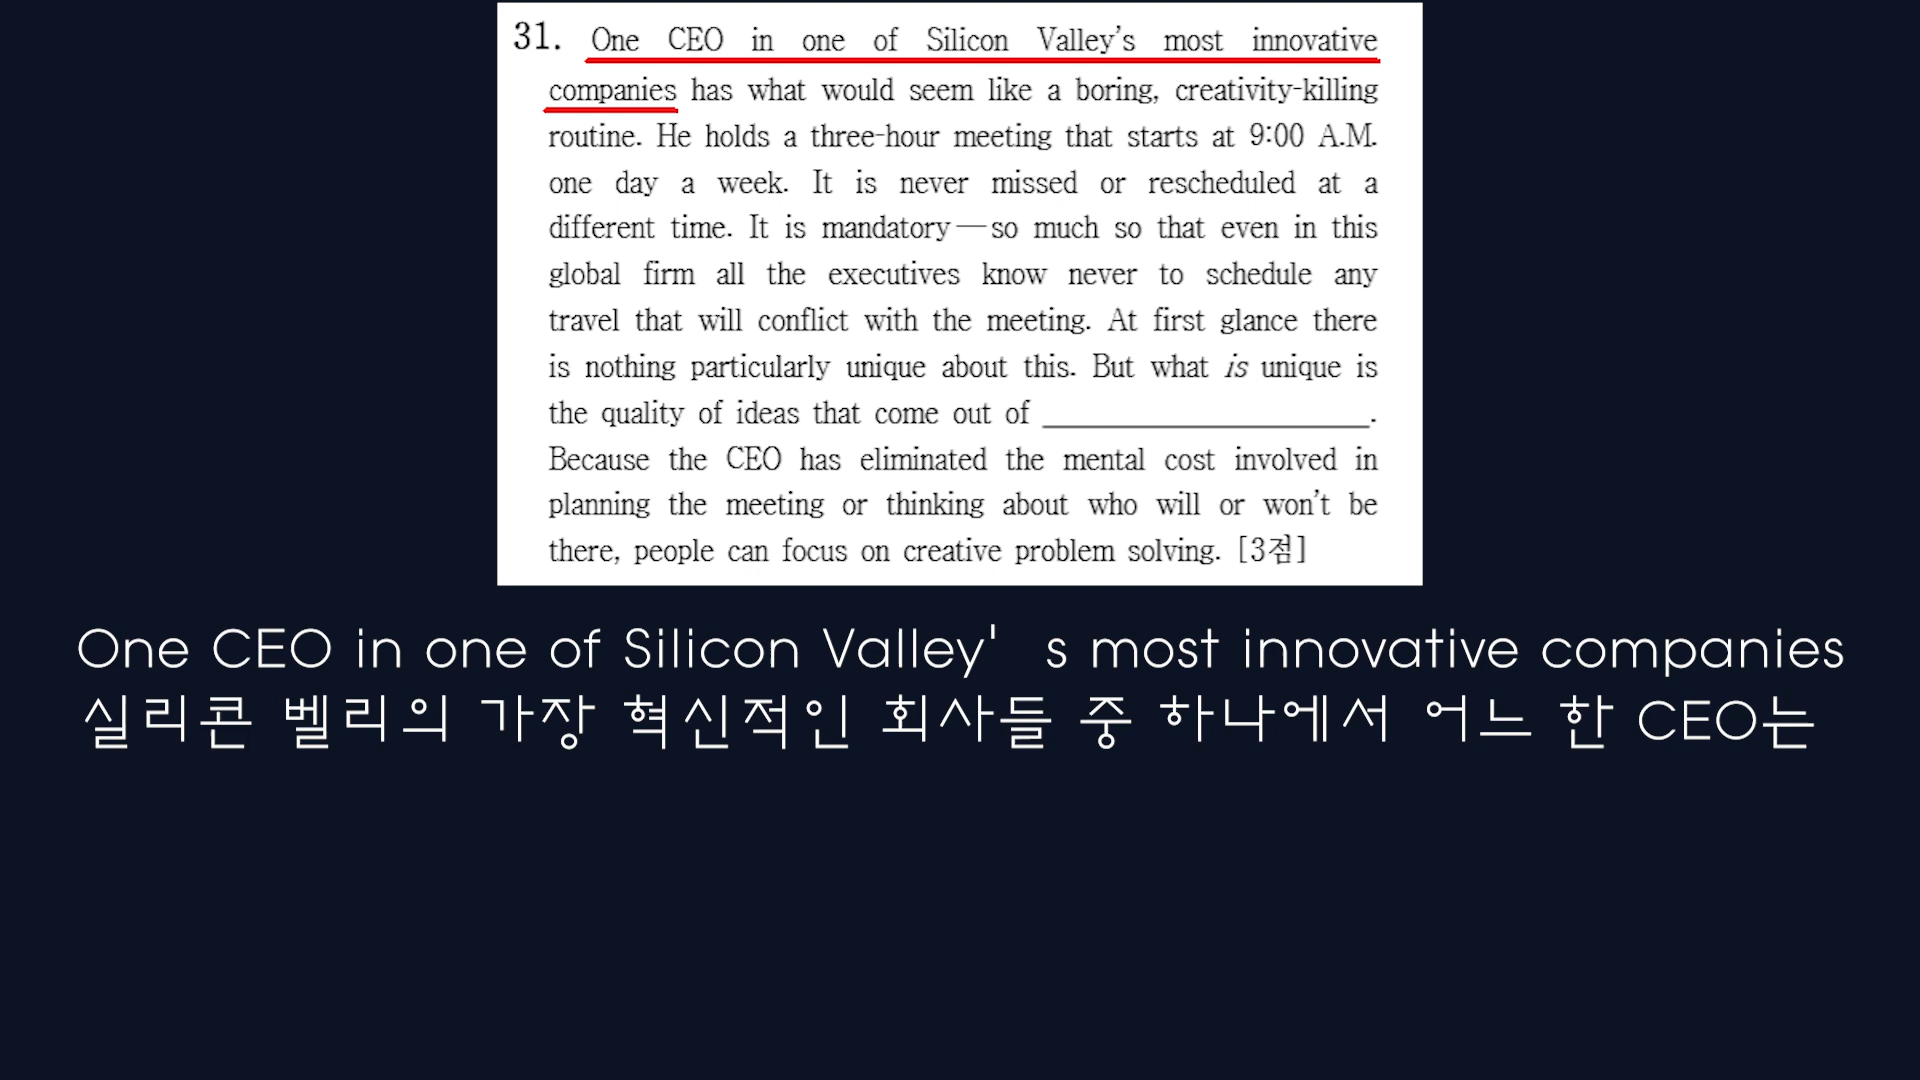 31. One CEO in one of Silicon Valley's most innovative
companies has what would seem like a boring, creativity-killing
routine. He holds a three-hour meeting that starts at 9:00 A.M.
one day a week. It is never missed or rescheduled at a
different time. It is mandatory—so much so that even in this
global firm all the executives know never to schedule any
travel that will conflict with the meeting. At first glance there
is nothing particularly unique about this. But what is unique is
the quality of ideas that come out of ____________________.
Because the CEO has eliminated the mental cost involved in
planning the meeting or thinking about who will or won't be
there, people can focus on creative problem solving. [3점]
One CEO in one of Silicon Valley's most innovative companies
실리콘 벨리의 가장 혁신적인 회사들 중 하나에서 어느 한 CEO는